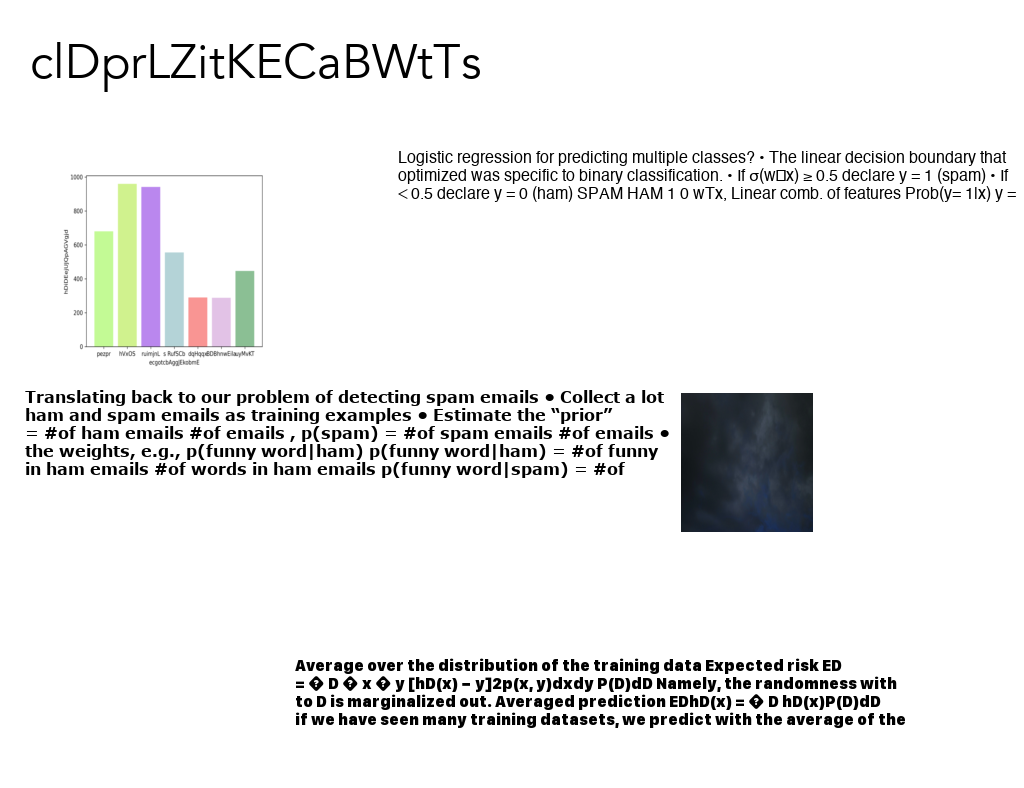 clDprLZitKECaBWtTs
Logistic regression for predicting multiple classes? • The linear decision boundary that
optimized was specific to binary classification. • If σ(w□x) ≥ 0.5 declare y = 1 (spam) • If
< 0.5 declare y = 0 (ham) SPAM HAM 1 0 wTx, Linear comb. of features Prob(y= 1|x) y =
1000
800
600
400
200
0
pezpr hVxOS ruimjnL s RufSCb
Translating back to our problem of detecting spam emails • Collect a lot
ham and spam emails as training examples • Estimate the “prior”
= #of ham emails #of emails , p(spam) = #of spam emails #of emails •
the weights, e.g., p(funny word|ham) p(funny word|ham) = #of funny
in ham emails #of words in ham emails p(funny word|spam) = #of
Average over the distribution of the training data Expected risk ED
= � D � x � y [hD(x) − y]2p(x, y)dxdy P(D)dD Namely, the randomness with
to D is marginalized out. Averaged prediction EDhD(x) = � D hD(x)P(D)dD
if we have seen many training datasets, we predict with the average of the